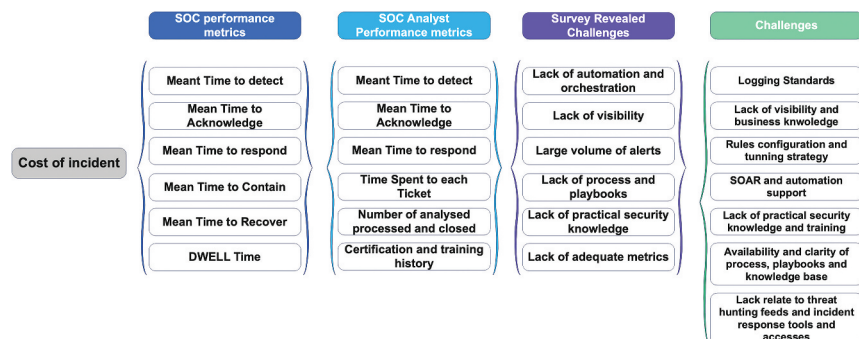 SOC performance
metrics
SOC Analyst
Performance metrics
Survey Revealed
Challenges
Challenges
Cost of incident
Meant Time to detect
Mean Time to
Acknowledge
Mean Time to respond
Mean Time to Contain
Mean Time to Recover
DWELL Time
Meant Time to detect
Mean Time to
Acknowledge
Mean Time to respond
Time Spent to each
Ticket
Number of analysed
processed and closed
Certification and training
history
Lack of automation and
orchestration
Lack of visibility
Large volume of alerts
Lack of process and
playbooks
Lack of practical security
knowledge
Lack of adequate metrics
Logging Standards
Lack of visibility and
business knwoledge
Rules configuration and
tunning strategy
SOAR and automation
support
Lack of practical security
knowledge and training
Availability and clarity of
process, playbooks and
knowledge base
Lack relate to threat
hunting feeds and incident
response tools and
accesses